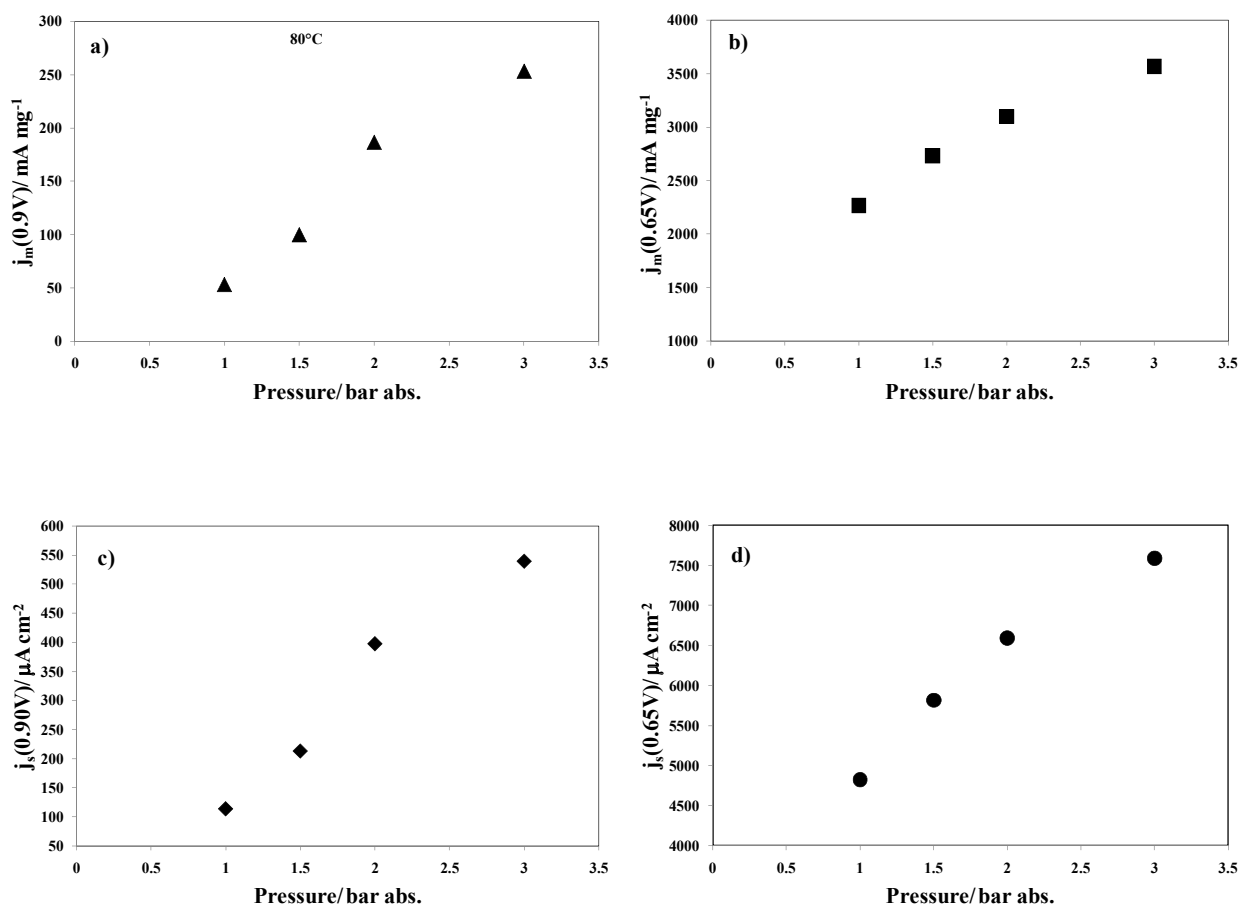 a)
80°C
300
250
200
150
100
50
0
0 0.5 1 1.5 2 2.5 3 3.5
j_m(0.9V)/ mA mg⁻¹
Pressure/ bar abs.
b)
4000
3500
3000
2500
2000
1500
1000
0 0.5 1 1.5 2 2.5 3 3.5
j_m(0.65V)/ mA mg⁻¹
Pressure/ bar abs.
c)
600
550
500
450
400
350
300
250
200
150
100
50
0 0.5 1 1.5 2 2.5 3 3.5
j_s(0.90V)/ µA cm⁻²
Pressure/ bar abs.
d)
8000
7500
7000
6500
6000
5500
5000
4500
4000
0 0.5 1 1.5 2 2.5 3 3.5
j_s(0.65V)/ µA cm⁻²
Pressure/ bar abs.